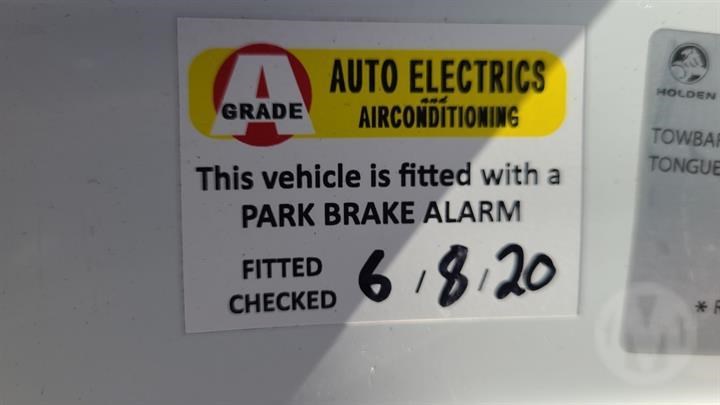 A GRADE
AUTO ELECTRICS
and
AIRCONDITIONING
This vehicle is fitted with a
PARK BRAKE ALARM
FITTED
CHECKED 6/8/20
HOLDEN
TOWBAR
TONGUE
*